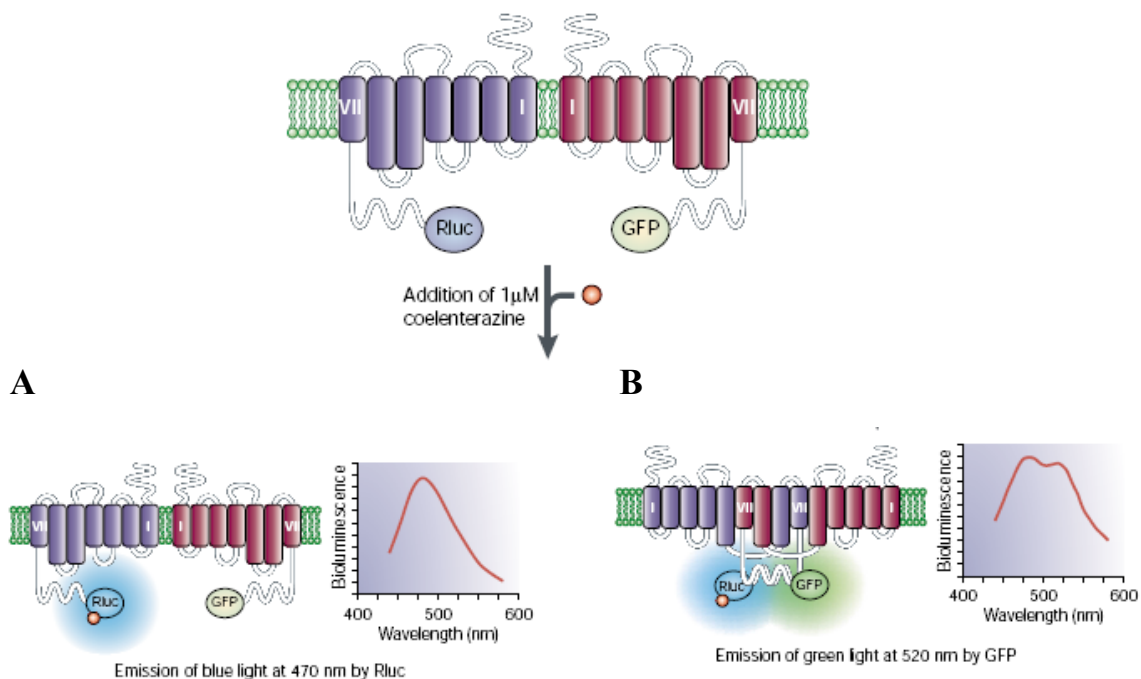 VII I I VII
Rluc GFP
Addition of 1μM
coelenterazine
A B
Bioluminescence
VII I I VII
Rluc GFP
400 500 600
Wavelength (nm)
Emission of blue light at 470 nm by Rluc
Bioluminescence
I VII VII I
Rluc GFP
400 500 600
Wavelength (nm)
Emission of green light at 520 nm by GFP